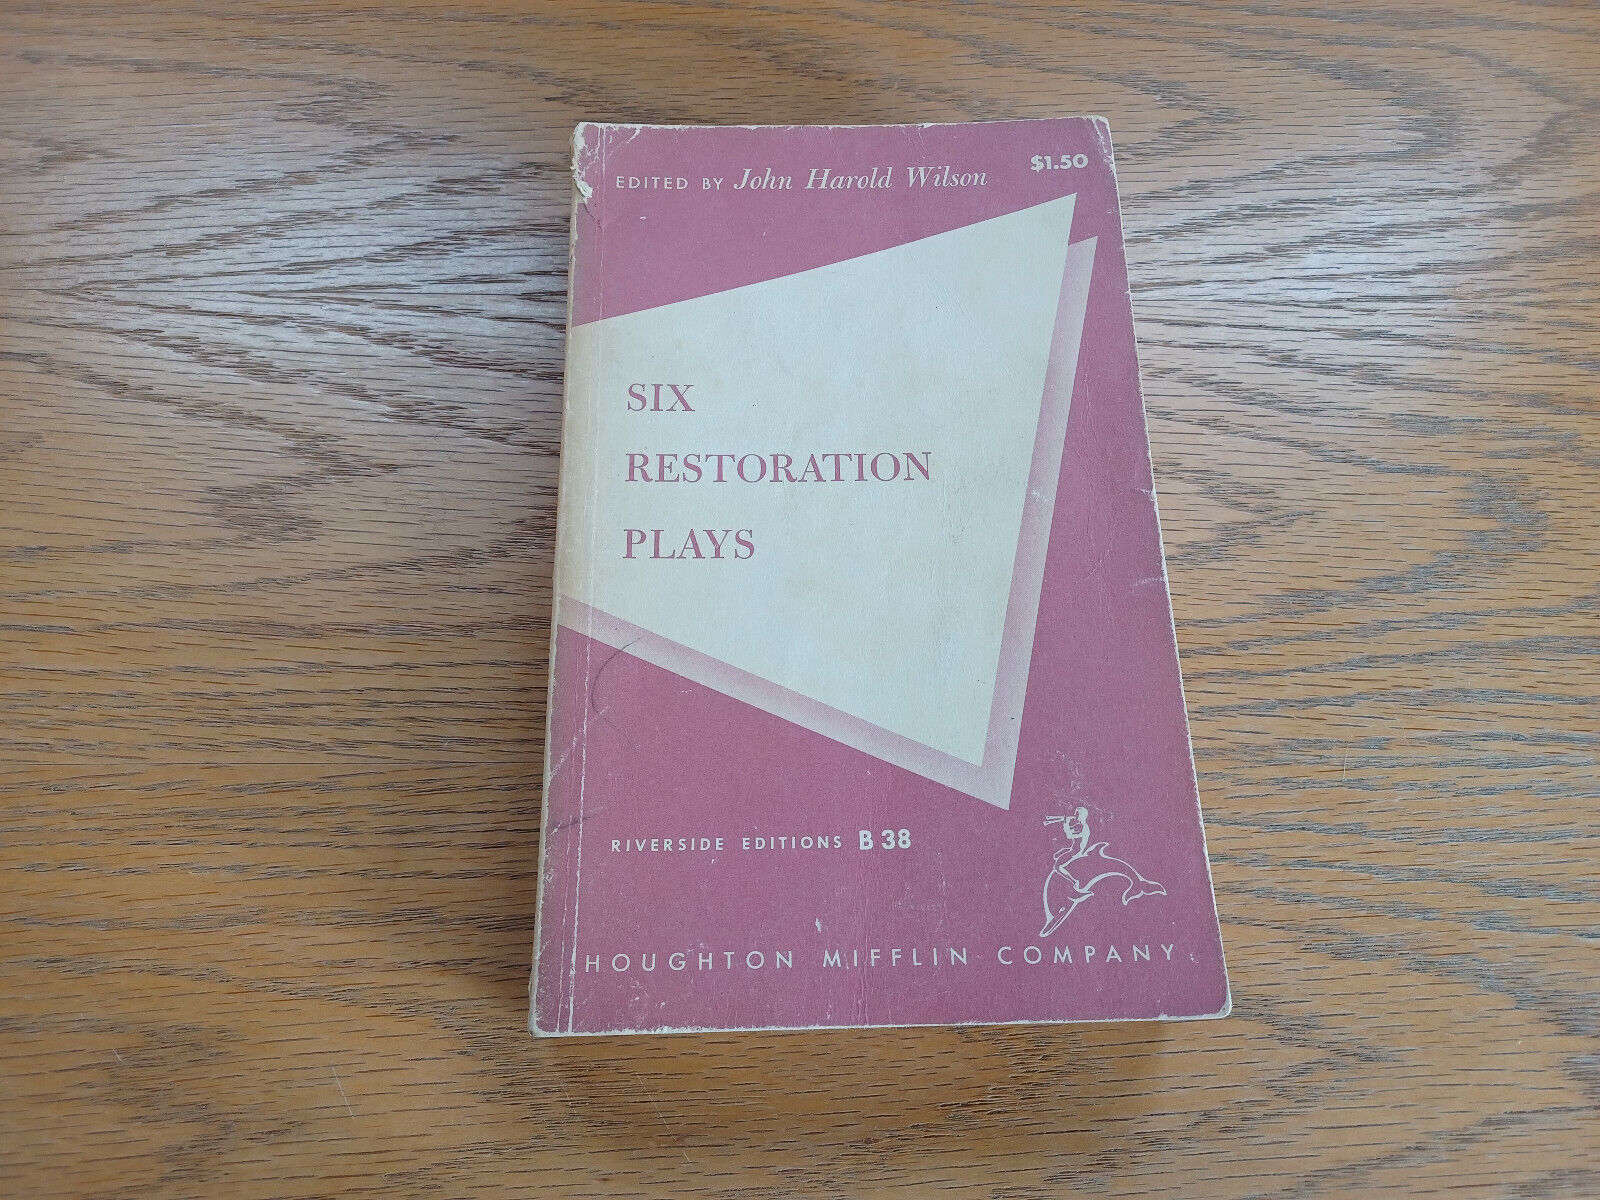 EDITED BY John Harold Wilson
$1.50
SIX
RESTORATION
PLAYS
RIVERSIDE EDITIONS B 38
HOUGHTON MIFFLIN COMPANY